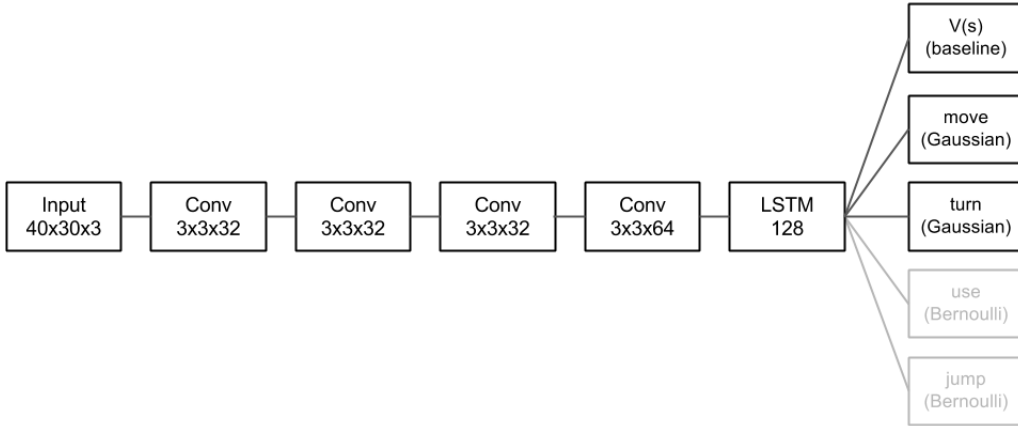 V(s)
(baseline)
move
(Gaussian)
Input
40x30x3
Conv
3x3x32
Conv
3x3x32
Conv
3x3x32
Conv
3x3x64
LSTM
128
turn
(Gaussian)
use
(Bernoulli)
jump
(Bernoulli)